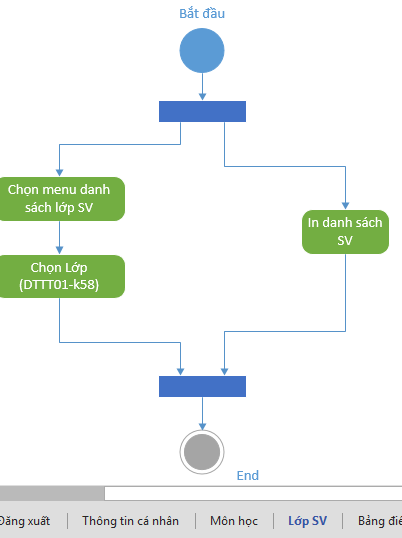 Bắt đầu
Chọn menu danh
sách lớp SV
In danh sách
SV
Chọn Lớp
(DTTT01-k58)
End
Đăng xuất
Thông tin cá nhân
Môn học
Lớp SV
Bảng